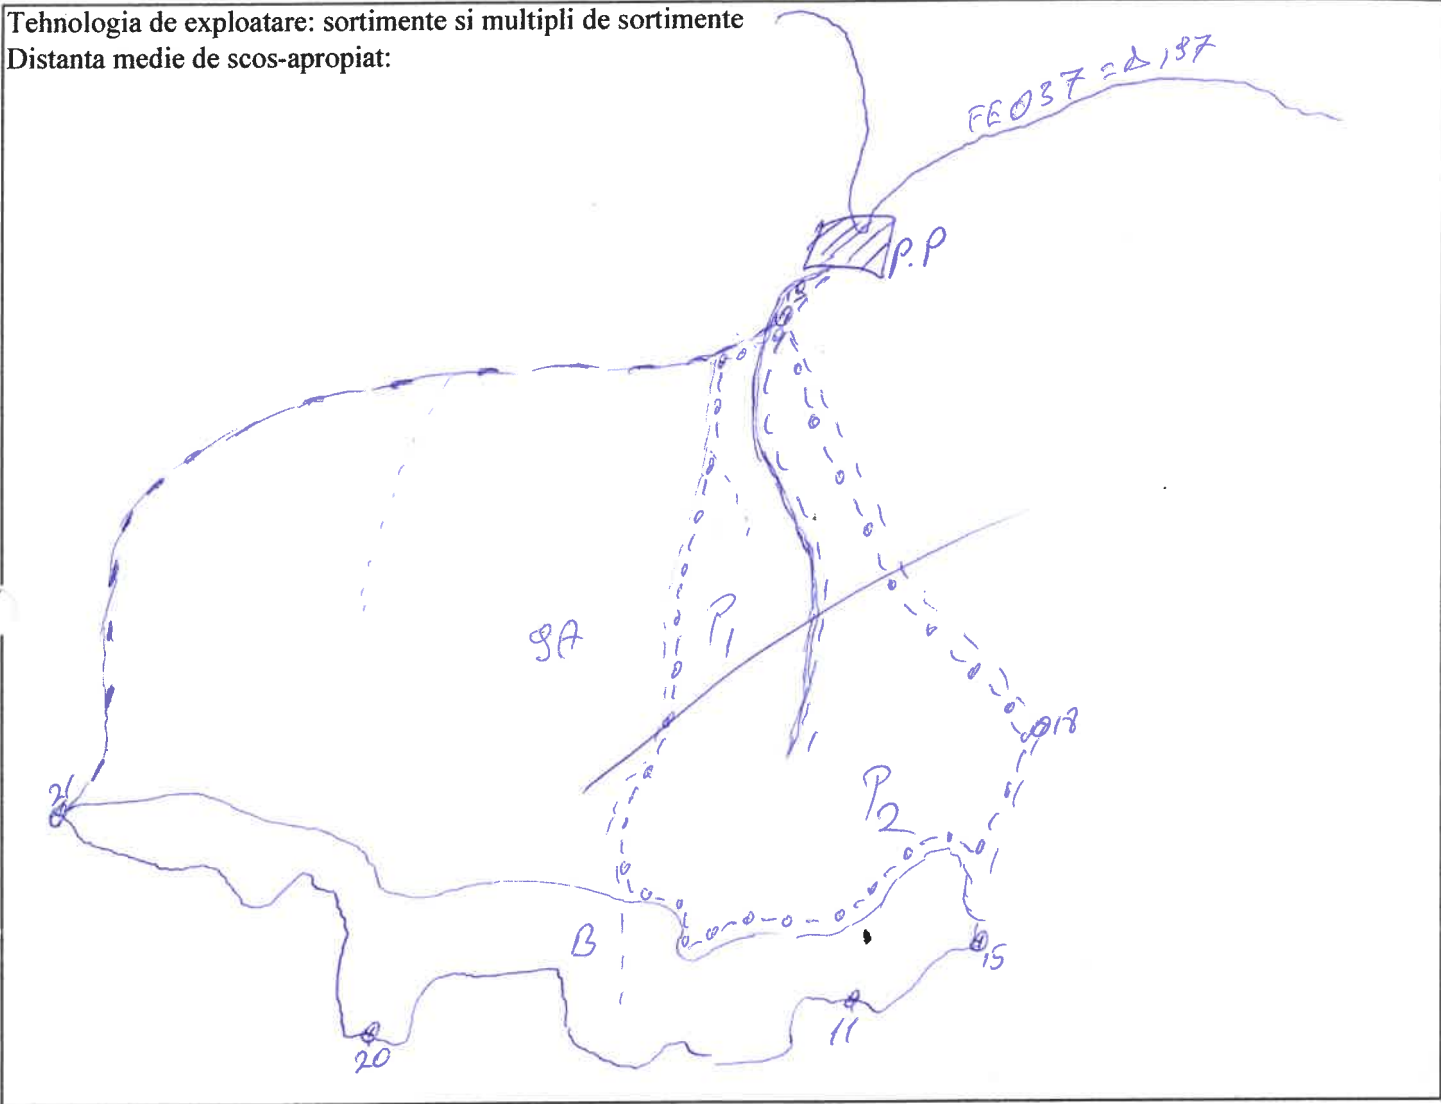 Tehnologia de exploatare: sortimente si multipli de sortimente
Distanta medie de scos-apropiat:
FE037
P.P
9A
P1
18
21
P2
B
15
11
20